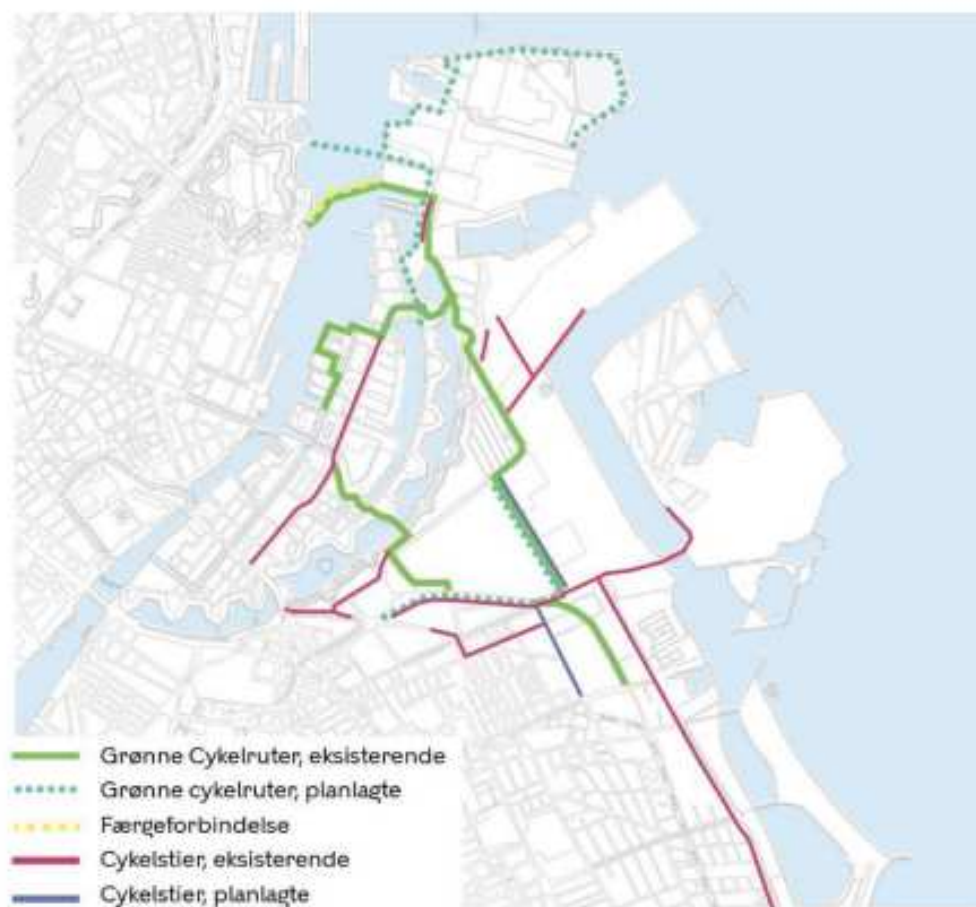 Grønne Cykelruter, eksisterende
Grønne cykelruter, planlagte
Færgeforbindelse
Cykelstier, eksisterende
Cykelstier, planlagte